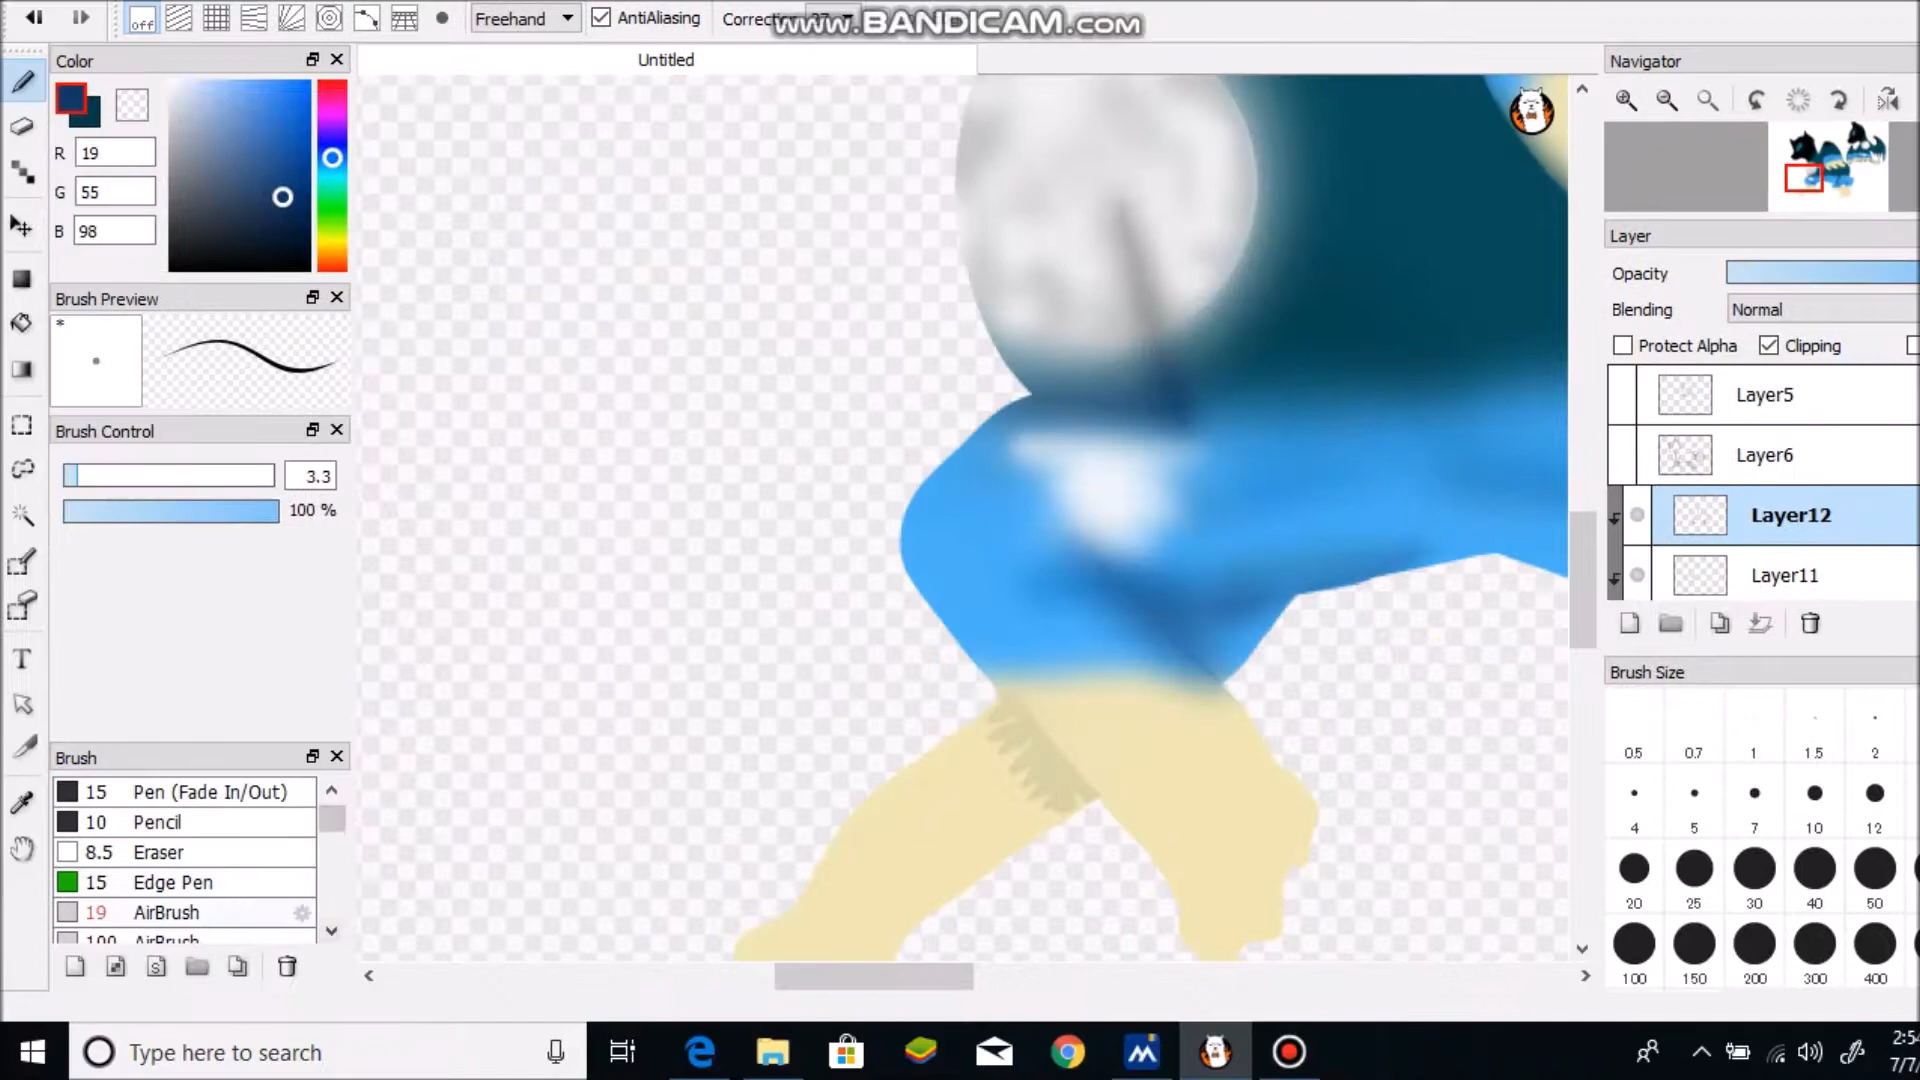 off
Freehand
AntiAliasing
www.BANDICAM.com
Color
R 19
G 55
B 98
Brush Preview
*
Brush Control
3.3
100 %
Brush
15 Pen (Fade In/Out)
10 Pencil
8.5 Eraser
15 Edge Pen
19 AirBrush
100 AirBrush
Untitled
Navigator
Layer
Opacity
Blending Normal
Protect Alpha Clipping
Layer5
Layer6
Layer12
Layer11
Brush Size
0.5 0.7 1 1.5 2
4 5 7 10 12
20 25 30 40 50
100 150 200 300 400
T
S
Type here to search